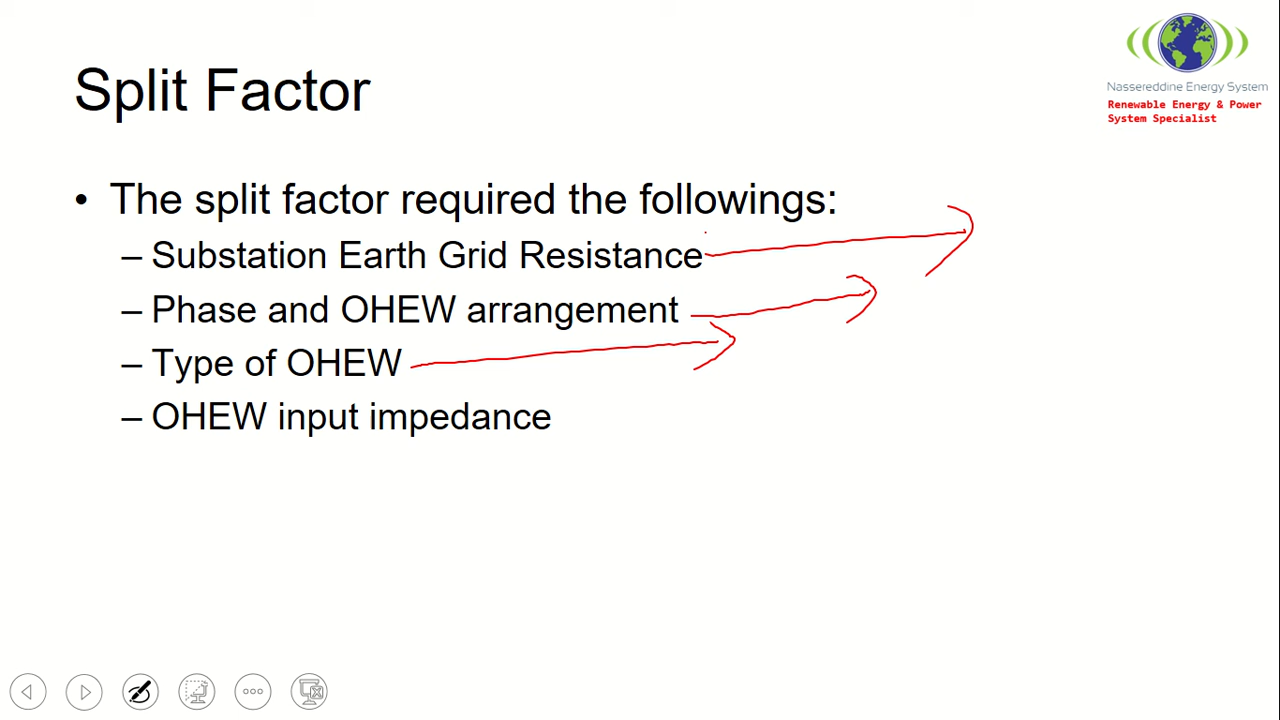 Nassereddine Energy System
Renewable Energy & Power
System Specialist
Split Factor
• The split factor required the followings:
– Substation Earth Grid Resistance
– Phase and OHEW arrangement
– Type of OHEW
– OHEW input impedance